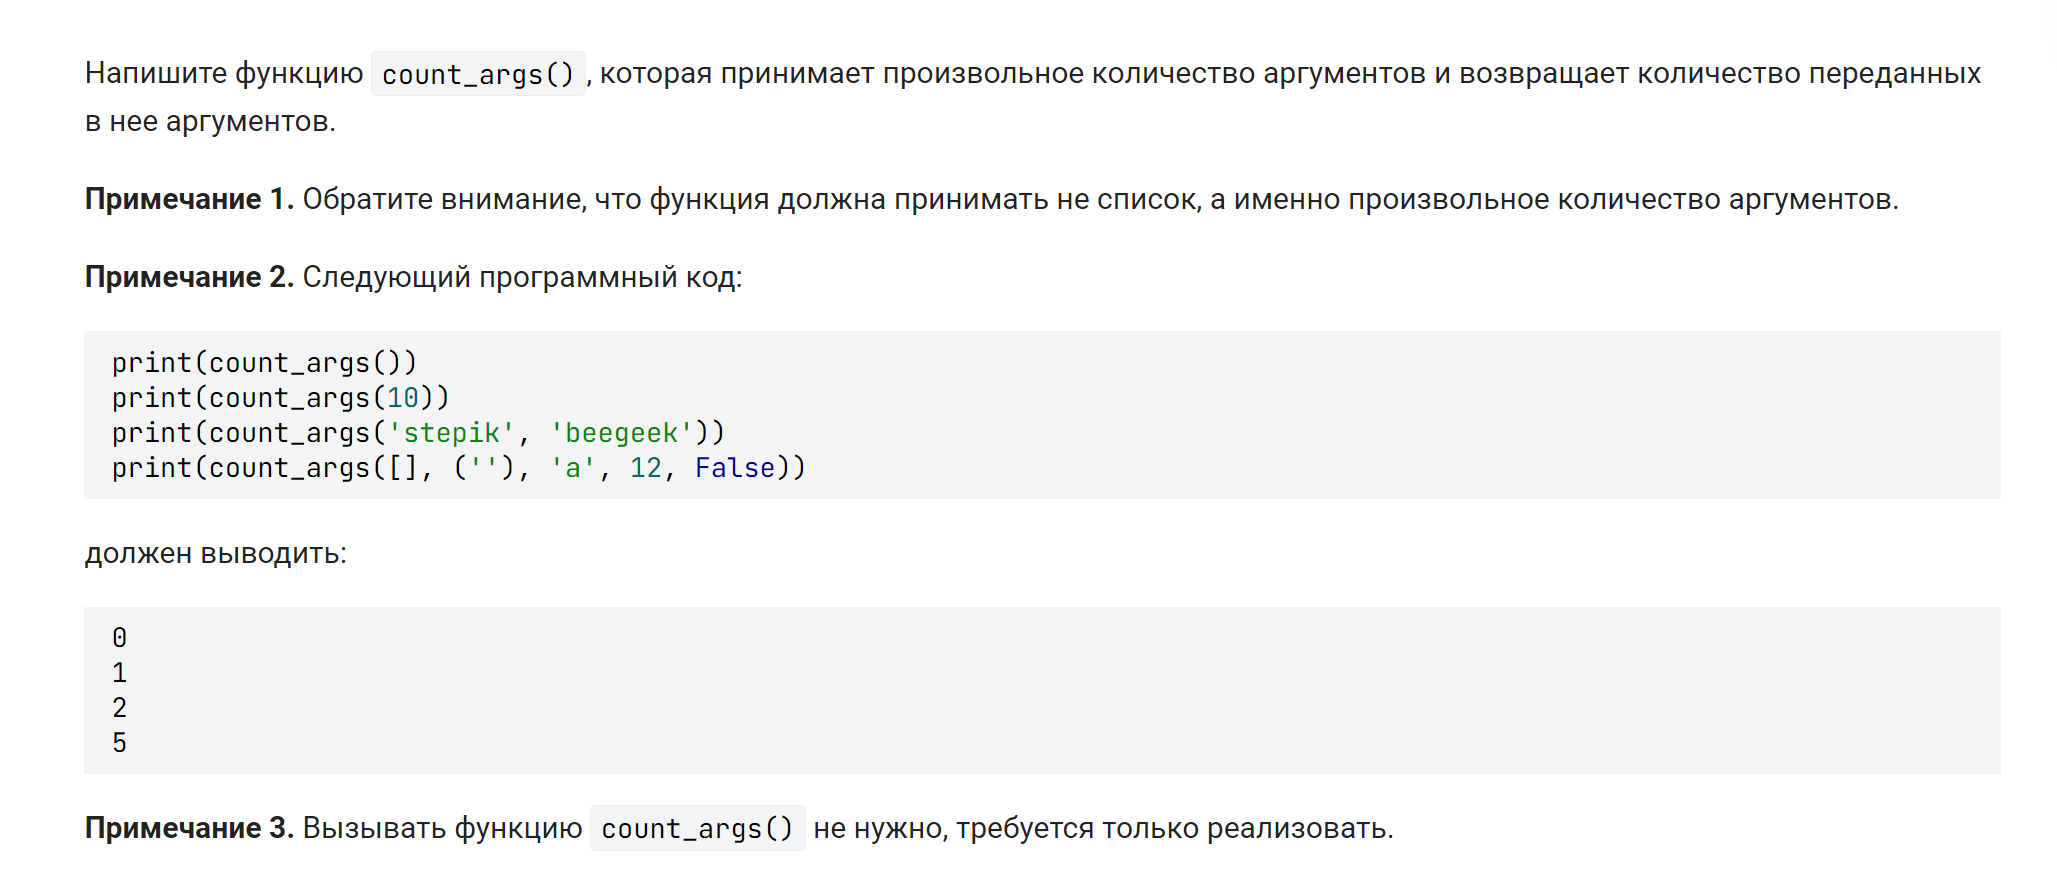 Напишите функцию count_args(), которая принимает произвольное количество аргументов и возвращает количество переданных
в нее аргументов.
Примечание 1. Обратите внимание, что функция должна принимать не список, а именно произвольное количество аргументов.
Примечание 2. Следующий программный код:
print(count_args())
print(count_args(10))
print(count_args('stepik', 'beegeek'))
print(count_args([], (''), 'a', 12, False))
должен выводить:
0
1
2
5
Примечание 3. Вызывать функцию count_args() не нужно, требуется только реализовать.